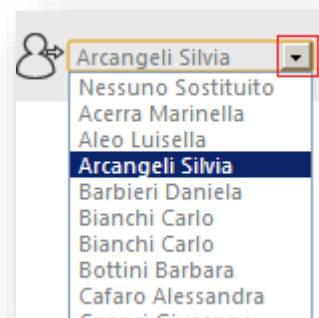 Arcangeli Silvia
Nessuno Sostituito
Acerra Marinella
Aleo Luisella
Arcangeli Silvia
Barbieri Daniela
Bianchi Carlo
Bianchi Carlo
Bottini Barbara
Cafaro Alessandra